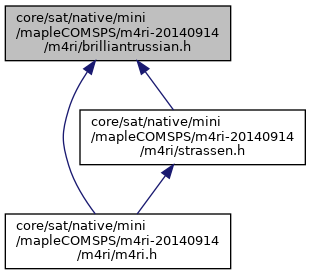 core/sat/native/mini
/mapleCOMSPS/m4ri-20140914
/m4ri/brilliantrussian.h
core/sat/native/mini
/mapleCOMSPS/m4ri-20140914
/m4ri/strassen.h
core/sat/native/mini
/mapleCOMSPS/m4ri-20140914
/m4ri/m4ri.h